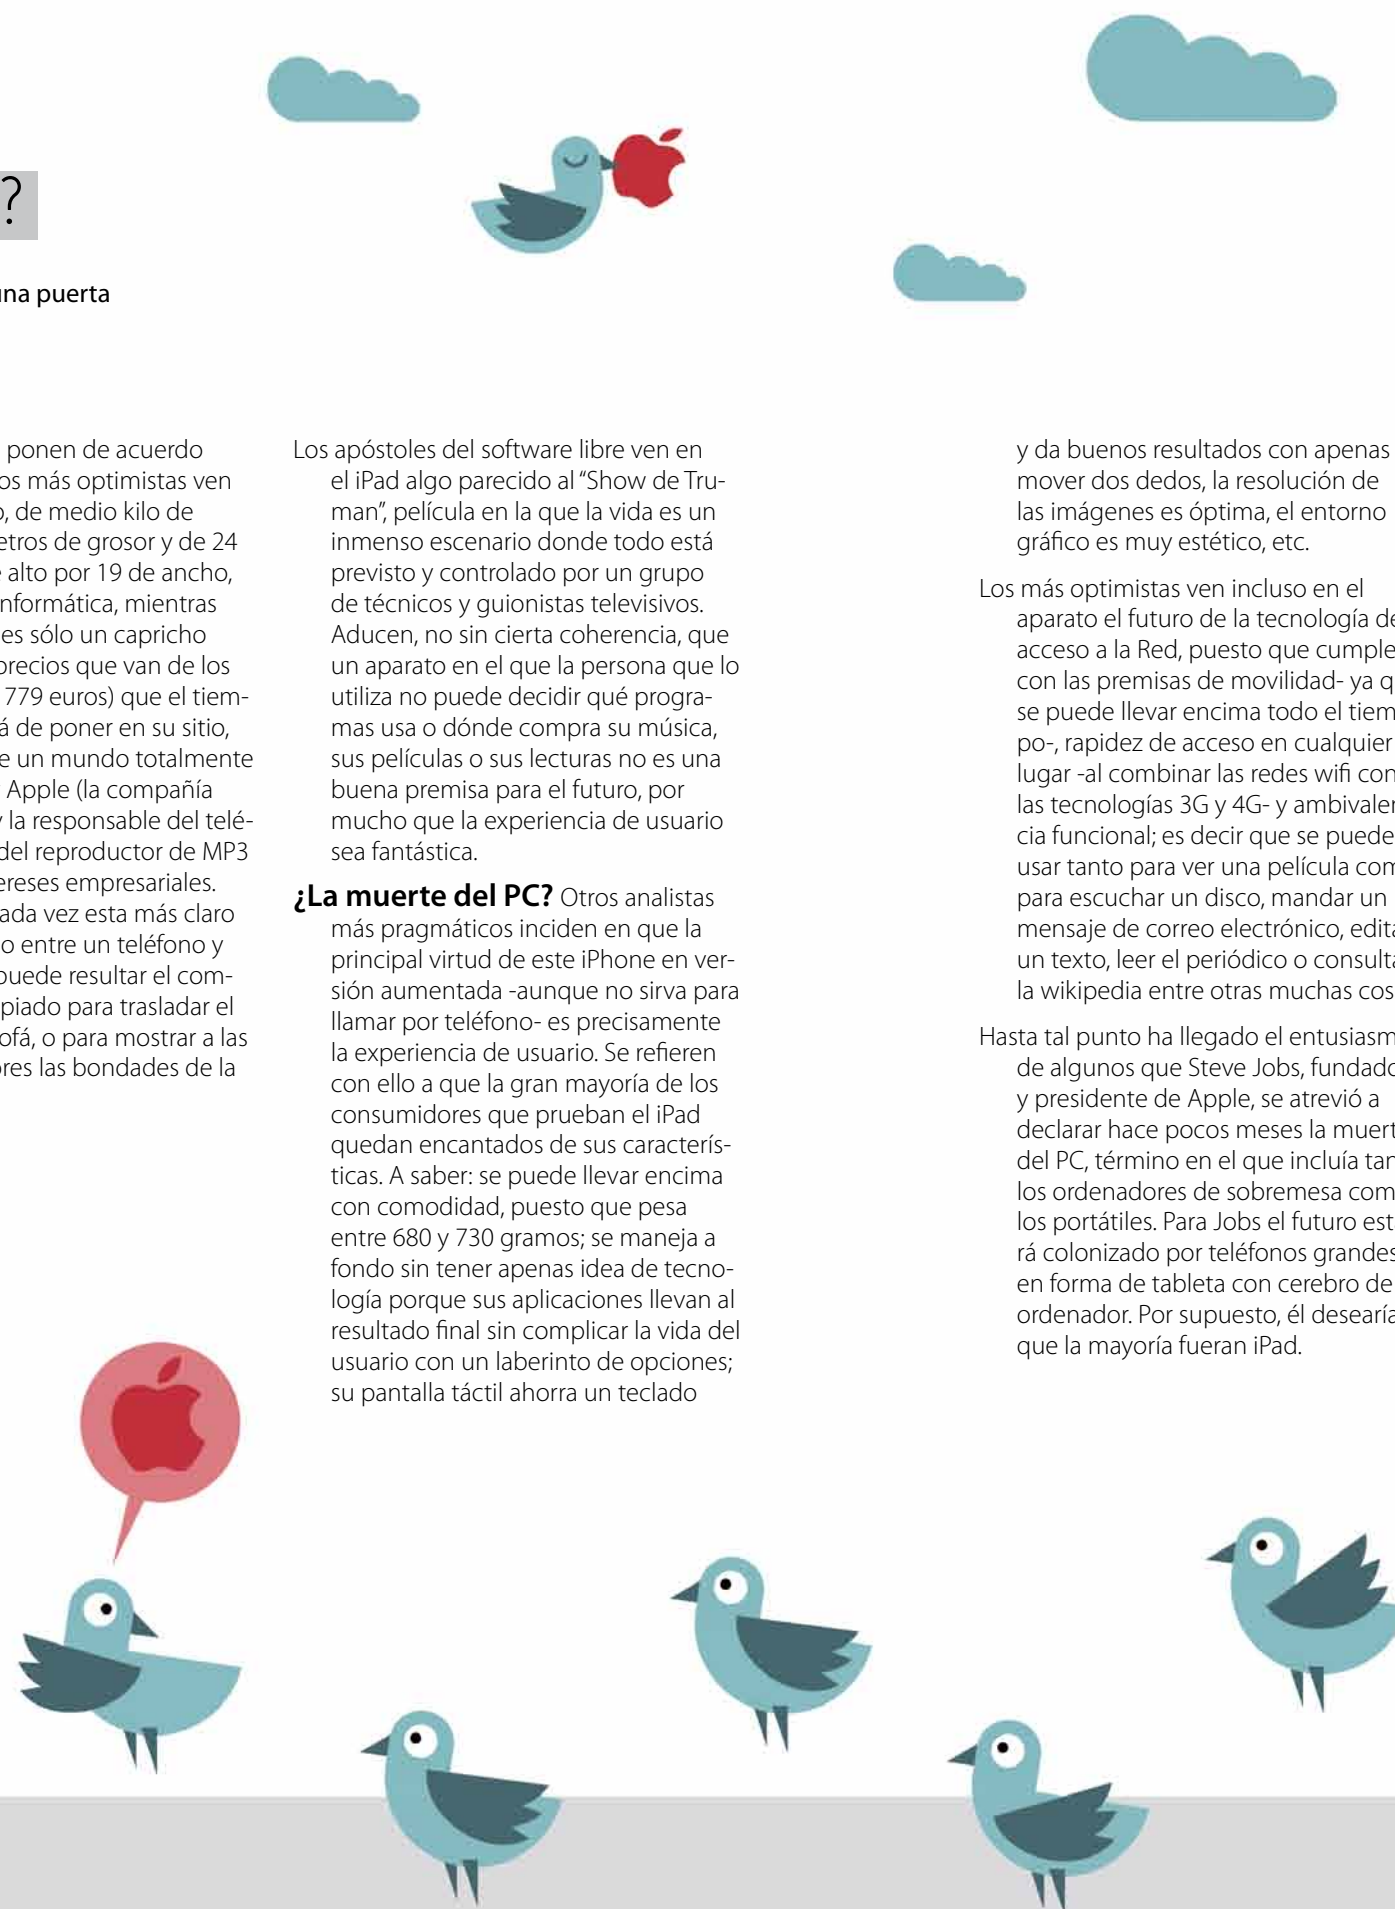 ?
una puerta
ponen de acuerdo
os más optimistas ven
o, de medio kilo de
etros de grosor y de 24
e alto por 19 de ancho,
nformática, mientras
es sólo un capricho
precios que van de los
779 euros) que el tiem-
á de poner en su sitio,
e un mundo totalmente
Apple (la compañía
y la responsable del telé-
del reproductor de MP3
ereses empresariales.
ada vez esta más claro
o entre un teléfono y
puede resultar el com-
piado para trasladar el
ofá, o para mostrar a las
ores las bondades de la
Los apóstoles del software libre ven en
el iPad algo parecido al “Show de Tru-
man”, película en la que la vida es un
inmenso escenario donde todo está
previsto y controlado por un grupo
de técnicos y guionistas televisivos.
Aducen, no sin cierta coherencia, que
un aparato en el que la persona que lo
utiliza no puede decidir qué progra-
mas usa o dónde compra su música,
sus películas o sus lecturas no es una
buena premisa para el futuro, por
mucho que la experiencia de usuario
sea fantástica.
¿La muerte del PC? Otros analistas
más pragmáticos inciden en que la
principal virtud de este iPhone en ver-
sión aumentada -aunque no sirva para
llamar por teléfono- es precisamente
la experiencia de usuario. Se refieren
con ello a que la gran mayoría de los
consumidores que prueban el iPad
quedan encantados de sus caracterís-
ticas. A saber: se puede llevar encima
con comodidad, puesto que pesa
entre 680 y 730 gramos; se maneja a
fondo sin tener apenas idea de tecno-
logía porque sus aplicaciones llevan al
resultado final sin complicar la vida del
usuario con un laberinto de opciones;
su pantalla táctil ahorra un teclado
y da buenos resultados con apenas
mover dos dedos, la resolución de
las imágenes es óptima, el entorno
gráfico es muy estético, etc.
Los más optimistas ven incluso en el
aparato el futuro de la tecnología de
acceso a la Red, puesto que cumple
con las premisas de movilidad- ya q
se puede llevar encima todo el tiem
po-, rapidez de acceso en cualquier
lugar -al combinar las redes wifi con
las tecnologías 3G y 4G- y ambivalen
cia funcional; es decir que se puede
usar tanto para ver una película com
para escuchar un disco, mandar un
mensaje de correo electrónico, edita
un texto, leer el periódico o consulta
la wikipedia entre otras muchas cos
Hasta tal punto ha llegado el entusiasm
de algunos que Steve Jobs, fundado
y presidente de Apple, se atrevió a
declarar hace pocos meses la muert
del PC, término en el que incluía tan
los ordenadores de sobremesa com
los portátiles. Para Jobs el futuro est
rá colonizado por teléfonos grandes
en forma de tableta con cerebro de
ordenador. Por supuesto, él desearía
que la mayoría fueran iPad.